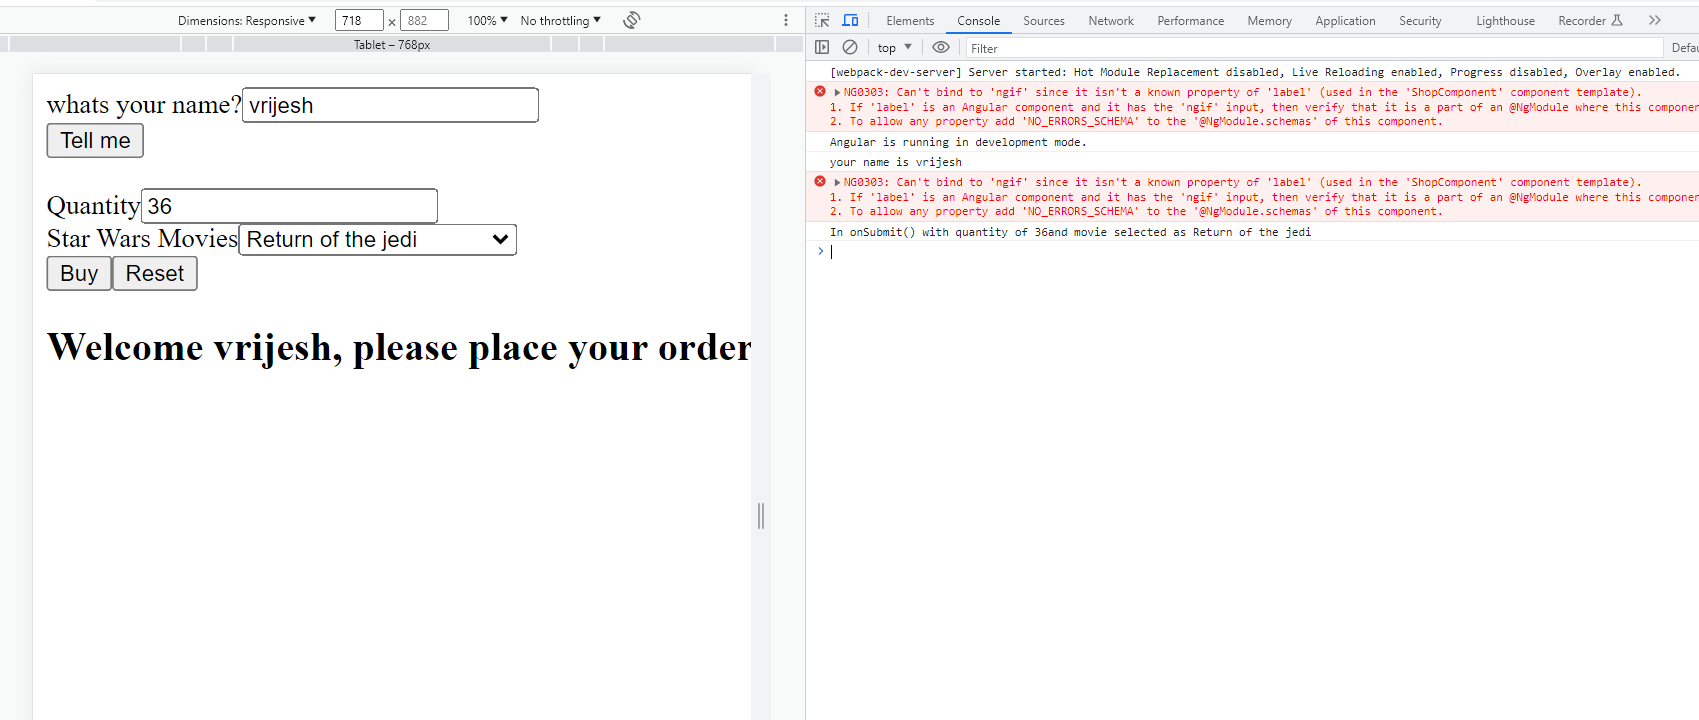 Dimensions: Responsive ▼ 718 × 882 100% ▼ No throttling ▼
Tablet – 768px
whats your name? vrijesh
Tell me
Quantity 36
Star Wars Movies Return of the jedi
Buy Reset
Welcome vrijesh, please place your order
Elements Console Sources Network Performance Memory Application Security Lighthouse Recorder
top ▼ Filter Defau
[webpack-dev-server] Server started: Hot Module Replacement disabled, Live Reloading enabled, Progress disabled, Overlay enabled.
NG0303: Can't bind to 'ngif' since it isn't a known property of 'label' (used in the 'ShopComponent' component template).
1. If 'label' is an Angular component and it has the 'ngif' input, then verify that it is a part of an @NgModule where this componen
2. To allow any property add 'NO_ERRORS_SCHEMA' to the '@NgModule.schemas' of this component.
Angular is running in development mode.
your name is vrijesh
NG0303: Can't bind to 'ngif' since it isn't a known property of 'label' (used in the 'ShopComponent' component template).
1. If 'label' is an Angular component and it has the 'ngif' input, then verify that it is a part of an @NgModule where this componen
2. To allow any property add 'NO_ERRORS_SCHEMA' to the '@NgModule.schemas' of this component.
In onSubmit() with quantity of 36and movie selected as Return of the jedi